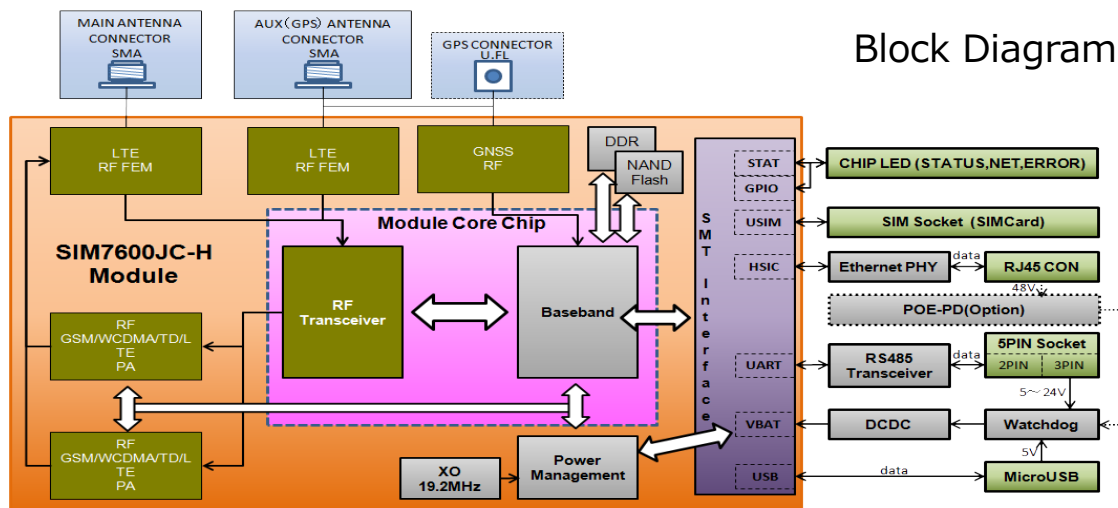 Block Diagram
MAIN ANTENNA
CONNECTOR
SMA
AUX(GPS) ANTENNA
CONNECTOR
SMA
GPS CONNECTOR
U.FL
LTE
RF FEM
LTE
RF FEM
GNSS
RF
DDR
NAND
Flash
Module Core Chip
SIM7600JC-H
Module
RF
Transceiver
Baseband
RF
GSM/WCDMA/TD/L
TE
PA
RF
GSM/WCDMA/TD/L
TE
PA
XO
19.2MHz
Power
Management
SMT Interface
STAT
GPIO
USIM
HSIC
UART
VBAT
USB
CHIP LED (STATUS,NET,ERROR)
SIM Socket (SIMCard)
Ethernet PHY
data
RJ45 CON
48V
POE-PD(Option)
RS485
Transceiver
data
5PIN Socket
2PIN
3PIN
5～24V
DCDC
Watchdog
5V
data
MicroUSB